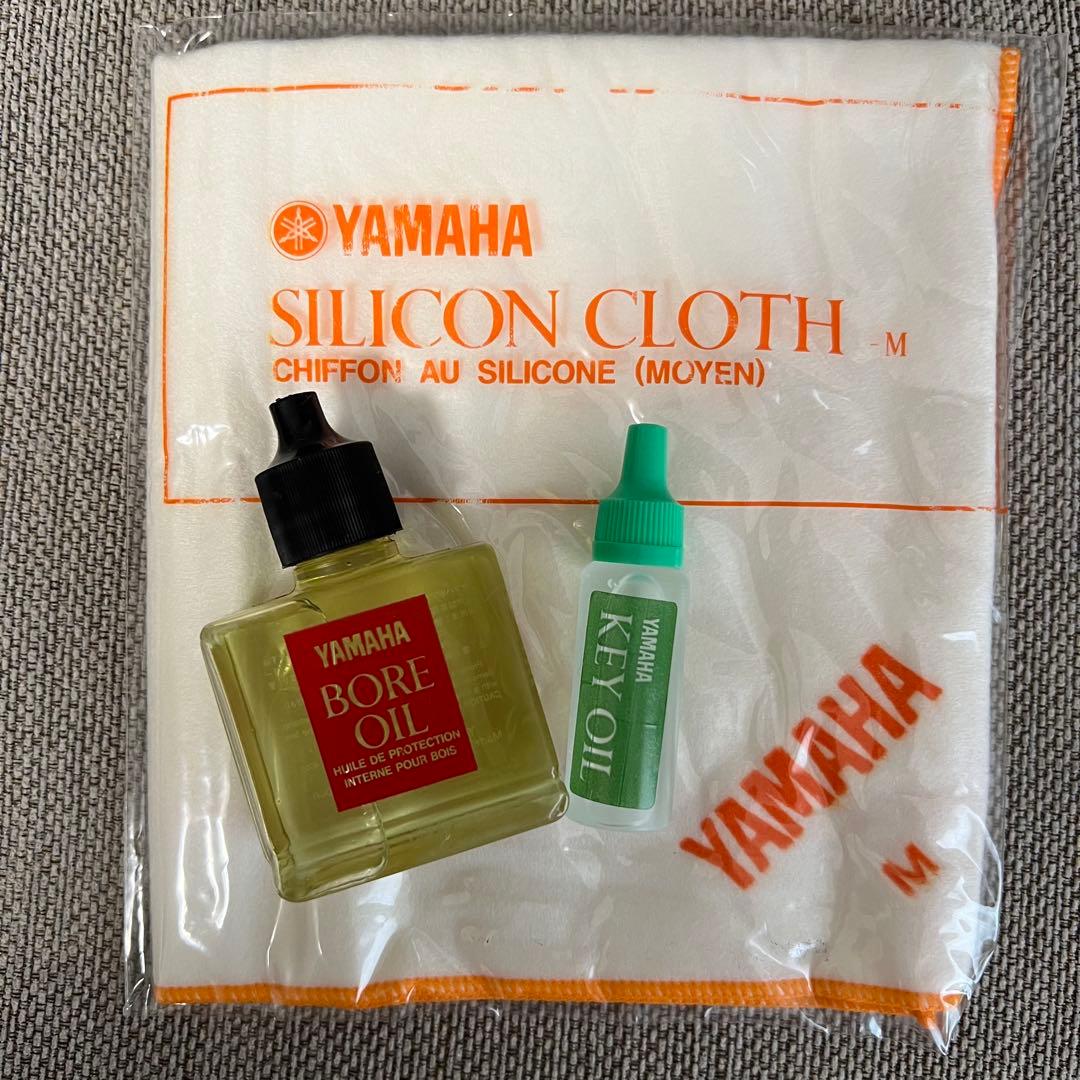 YAMAHA
SILICON CLOTH -M
CHIFFON AU SILICONE (MOYEN)
YAMAHA
BORE
OIL
HUILE DE PROTECTION
INTERNE POUR BOIS
YAMAHA
KEY OIL
YAMAHA
M